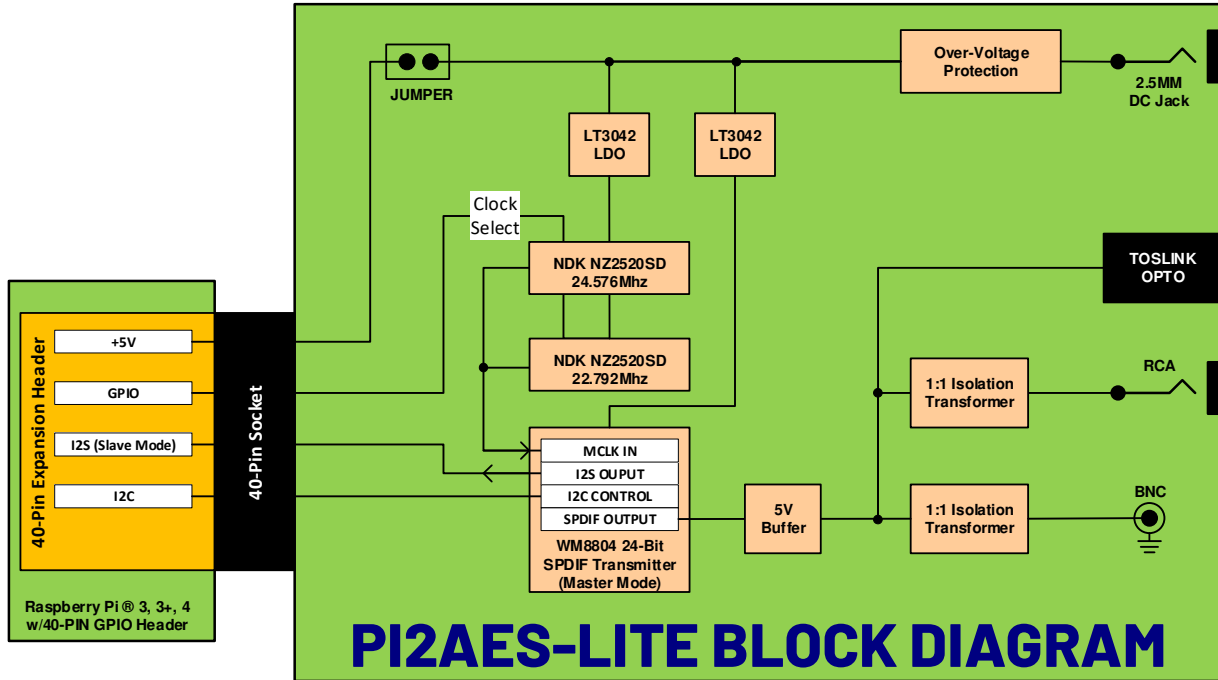 JUMPER
Over-Voltage
Protection
2.5MM
DC Jack
LT3042
LDO
LT3042
LDO
Clock
Select
NDK NZ2520SD
24.576Mhz
NDK NZ2520SD
22.792Mhz
TOSLINK
OPTO
40-Pin Expansion Header
+5V
GPIO
I2S (Slave Mode)
I2C
40-Pin Socket
Raspberry Pi ® 3, 3+, 4
w/40-PIN GPIO Header
MCLK IN
I2S OUPUT
I2C CONTROL
SPDIF OUTPUT
WM8804 24-Bit
SPDIF Transmitter
(Master Mode)
5V
Buffer
1:1 Isolation
Transformer
RCA
1:1 Isolation
Transformer
BNC
PI2AES-LITE BLOCK DIAGRAM